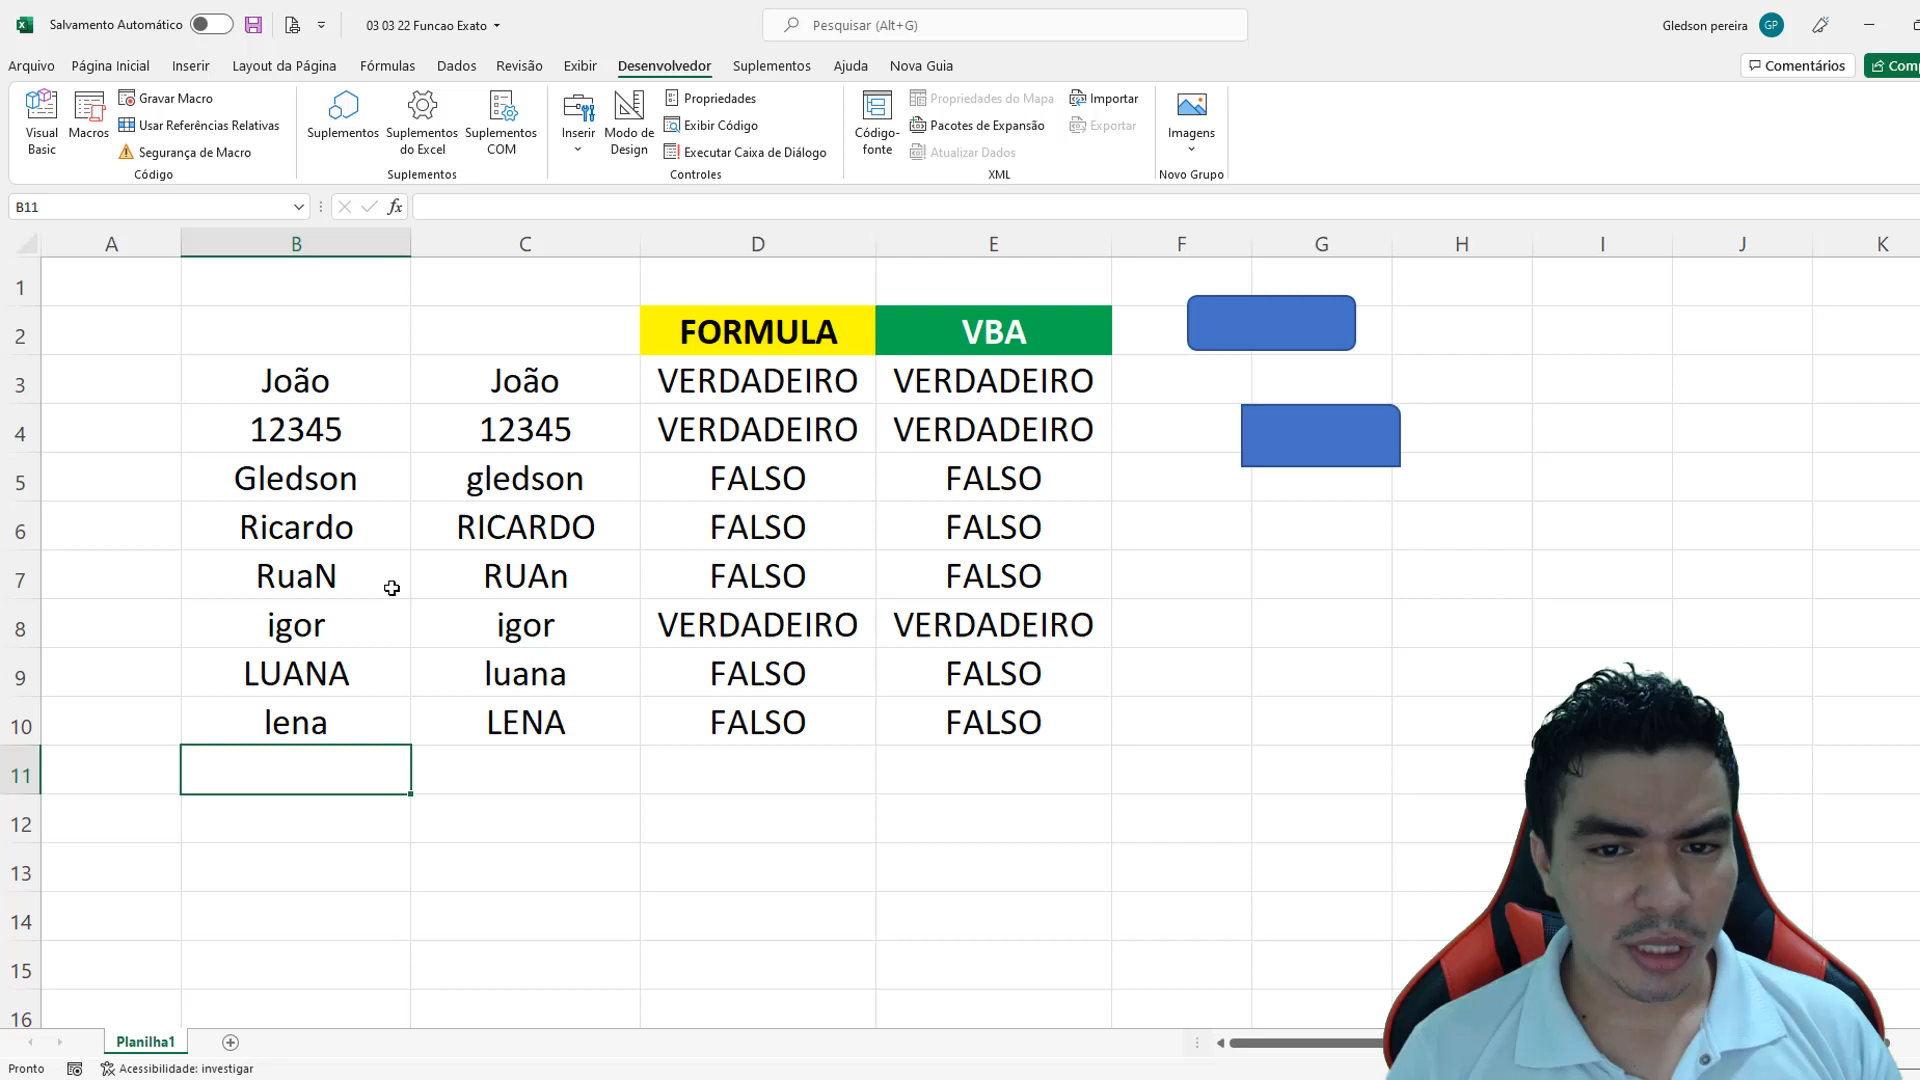 Salvamento Automático
03 03 22 Funcao Exato
Pesquisar (Alt+G)
Gledson pereira
GP
Arquivo Página Inicial Inserir Layout da Página Fórmulas Dados Revisão Exibir Desenvolvedor Suplementos Ajuda Nova Guia
Comentários
Comp
Visual Basic
Macros
Gravar Macro
Usar Referências Relativas
Segurança de Macro
Código
Suplementos
Suplementos do Excel
Suplementos COM
Suplementos
Inserir
Modo de Design
Propriedades
Exibir Código
Executar Caixa de Diálogo
Controles
Código-fonte
Propriedades do Mapa
Pacotes de Expansão
Atualizar Dados
Importar
Exportar
XML
Imagens
Novo Grupo
B11
fx
A B C D E F G H I J K
1
2 FORMULA VBA
3 João João VERDADEIRO VERDADEIRO
4 12345 12345 VERDADEIRO VERDADEIRO
5 Gledson gledson FALSO FALSO
6 Ricardo RICARDO FALSO FALSO
7 RuaN RUAn FALSO FALSO
8 igor igor VERDADEIRO VERDADEIRO
9 LUANA luana FALSO FALSO
10 lena LENA FALSO FALSO
11
12
13
14
15
16
Planilha1
Pronto
Acessibilidade: investigar